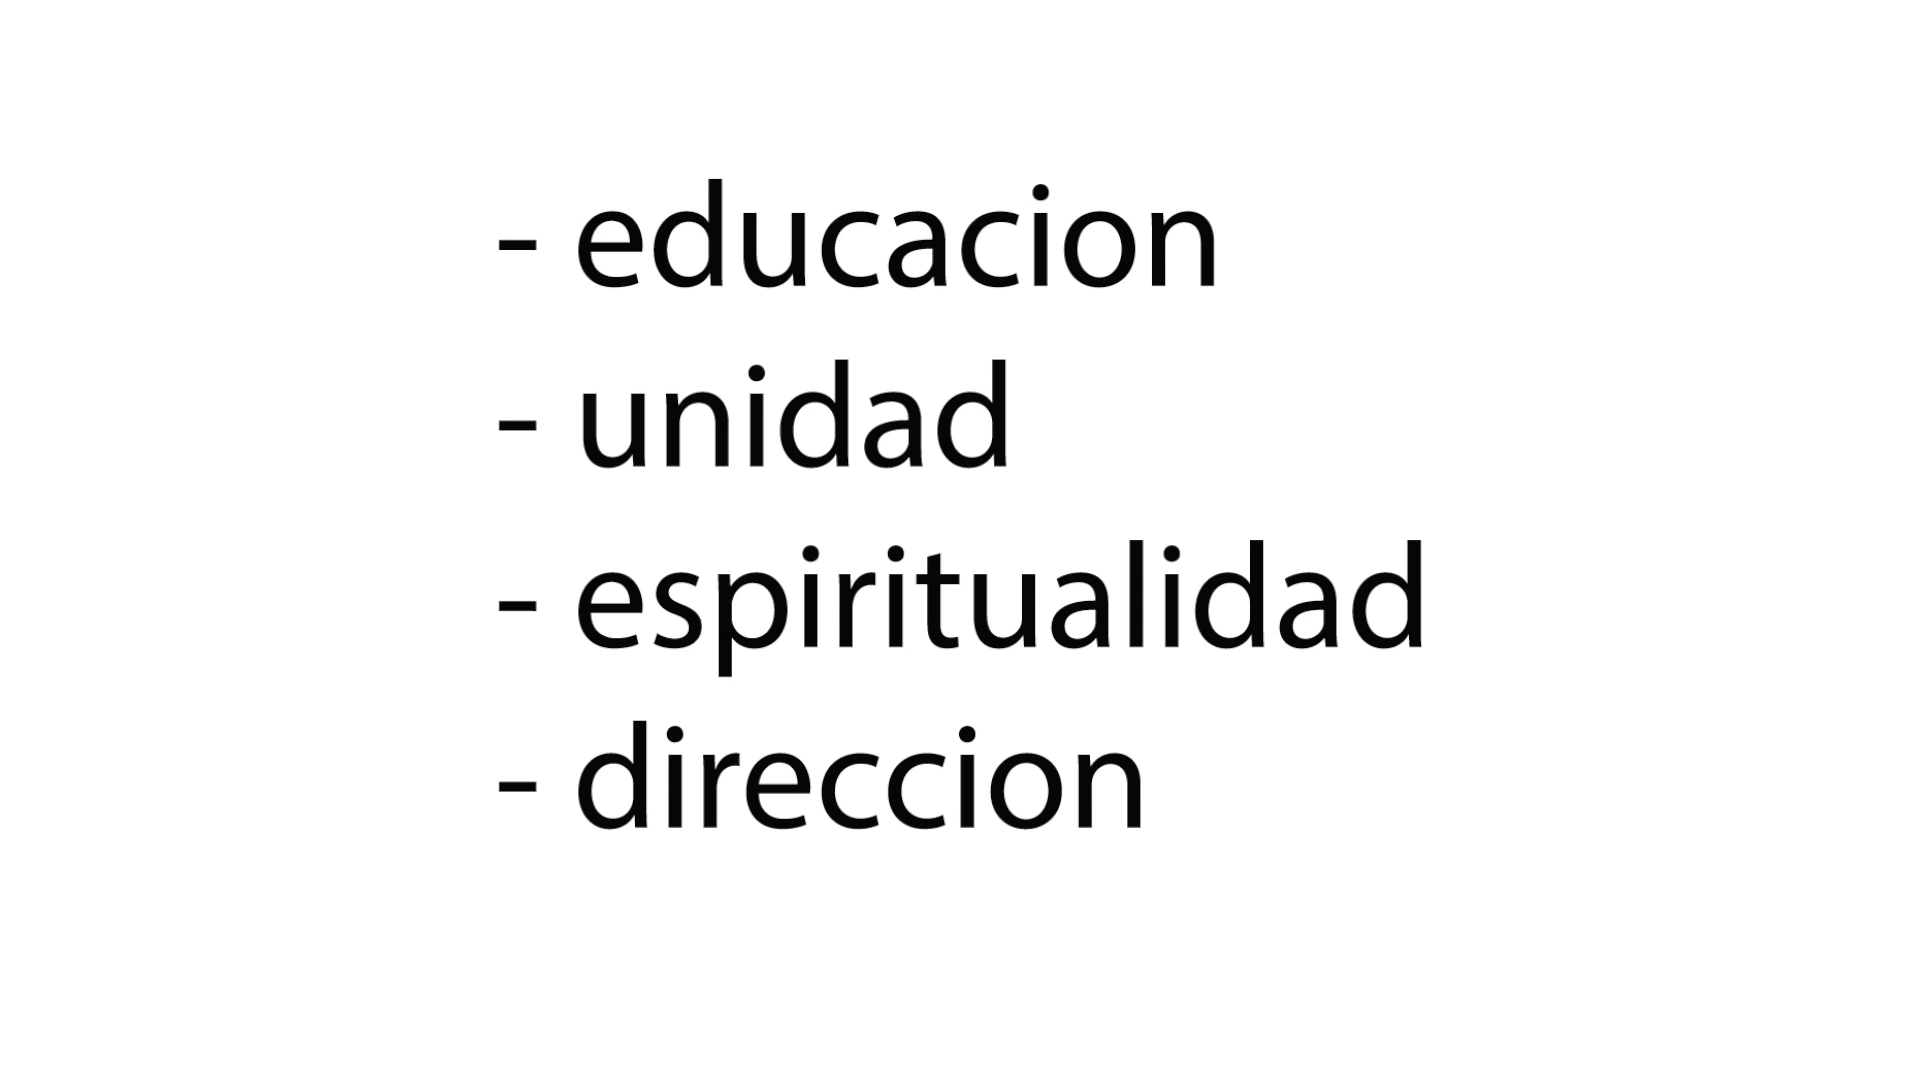 - educacion
- unidad
- espiritualidad
- direccion